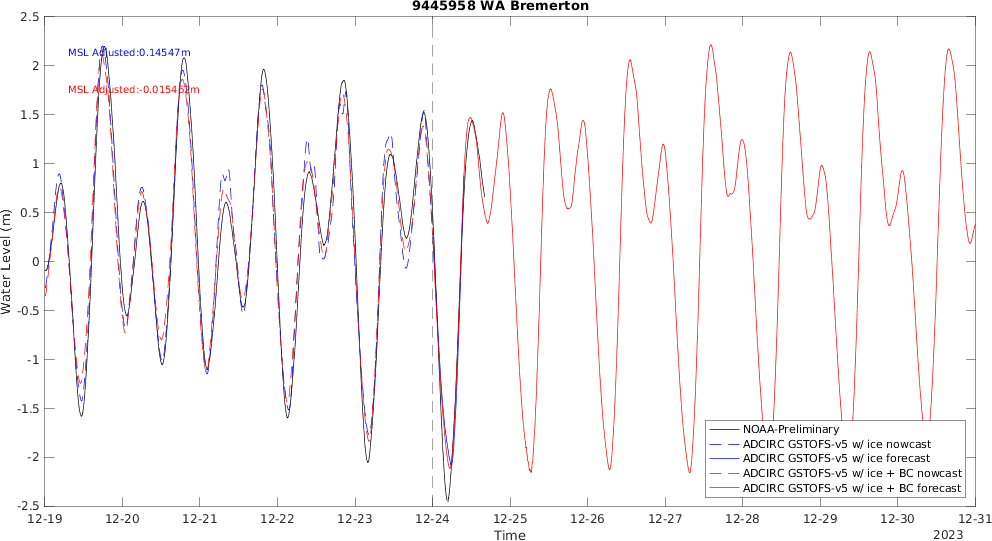 9445958 WA Bremerton
2.5
MSL Adjusted:0.14547m
2
MSL Adjusted:-0.015462m
1.5
1
0.5
0
-0.5
-1
-1.5
-2
-2.5
Water Level (m)
NOAA-Preliminary
ADCIRC GSTOFS-v5 w/ ice nowcast
ADCIRC GSTOFS-v5 w/ ice forecast
ADCIRC GSTOFS-v5 w/ ice + BC nowcast
ADCIRC GSTOFS-v5 w/ ice + BC forecast
12-19 12-20 12-21 12-22 12-23 12-24 12-25 12-26 12-27 12-28 12-29 12-30 12-31
Time
2023